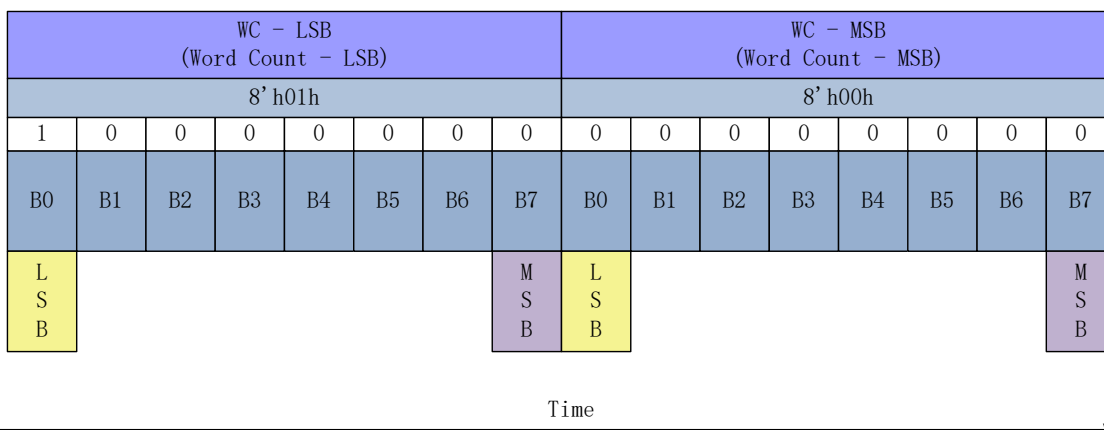 WC - LSB
(Word Count - LSB)
WC - MSB
(Word Count - MSB)
8'h01h
8'h00h
1 0 0 0 0 0 0 0 0 0 0 0 0 0 0 0
B0 B1 B2 B3 B4 B5 B6 B7 B0 B1 B2 B3 B4 B5 B6 B7
L
S
B
M
S
B
L
S
B
M
S
B
Time